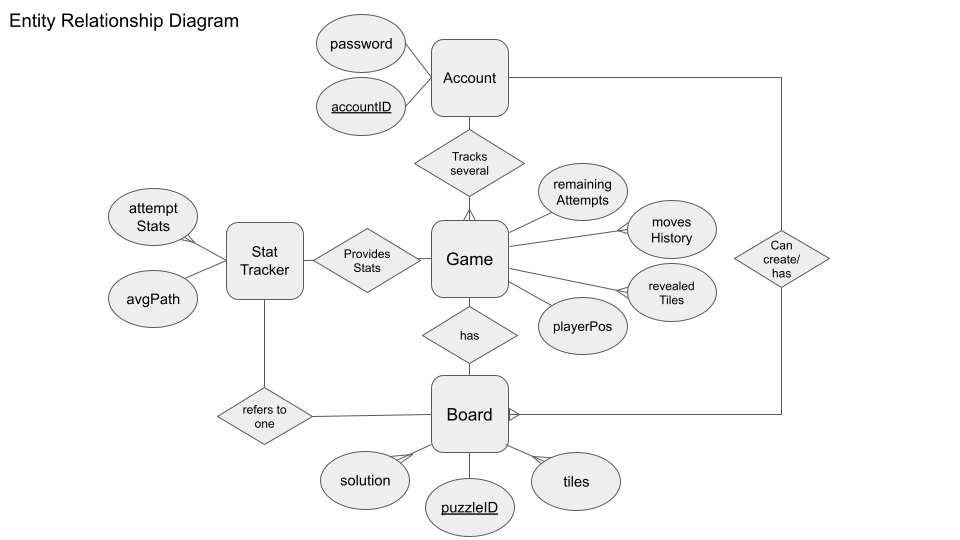 Entity Relationship Diagram
password
Account
accountID
Tracks
several
remaining
Attempts
attempt
Stats
moves
History
Stat
Tracker
Provides
Stats
Game
Can
create/
has
avgPath
revealed
Tiles
playerPos
has
refers to
one
Board
solution
puzzleID
tiles